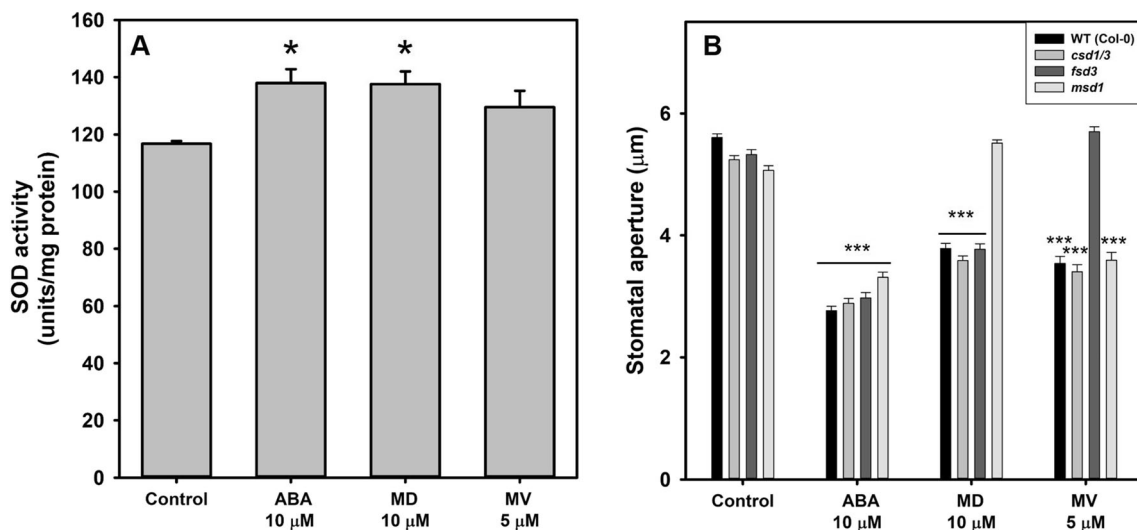 A
SOD activity
(units/mg protein)
160
140
120
100
80
60
40
20
0
*
*
Control
ABA
10 μM
MD
10 μM
MV
5 μM
B
WT (Col-0)
csd1/3
fsd3
msd1
Stomatal aperture (μm)
6
4
2
0
***
***
***
***
***
Control
ABA
10 μM
MD
10 μM
MV
5 μM